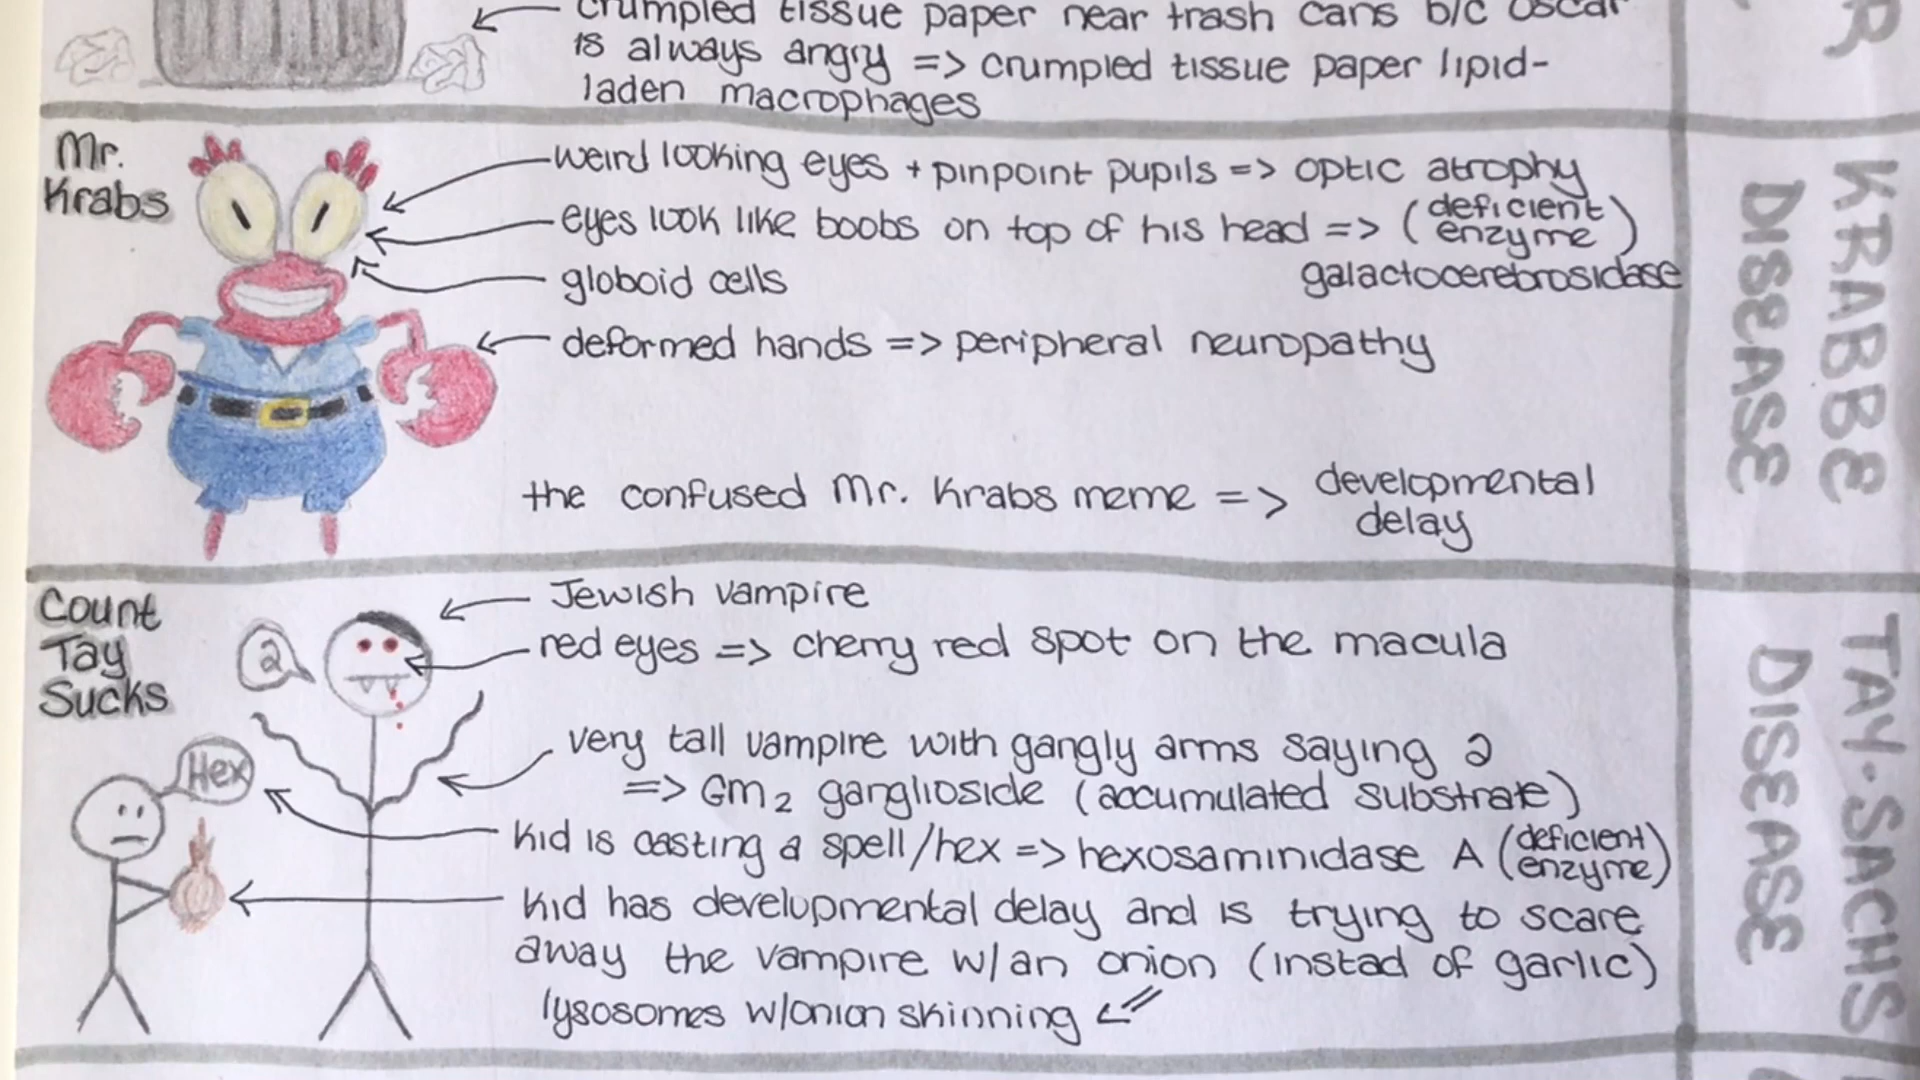 crumpled tissue paper near trash cans b/c Oscar
is always angry => crumpled tissue paper lipid-
laden macrophages
R
Mr.
Krabs
weird looking eyes + pinpoint pupils => optic atrophy
eyes look like boobs on top of his head => (deficient enzyme)
galactocerebrosidase
globoid cells
deformed hands => peripheral neuropathy
the confused Mr. Krabs meme => developmental
delay
KRABBE
DISEASE
Count
Tay
Sucks
2
Hex
Jewish vampire
red eyes => cherry red spot on the macula
very tall vampire with gangly arms saying 2
=> GM2 ganglioside (accumulated substrate)
kid is casting a spell/hex => hexosaminidase A (deficient enzyme)
kid has developmental delay and is trying to scare
away the vampire w/an onion (instad of garlic)
lysosomes w/onion skinning <=
TAY-SACHS
DISEASE